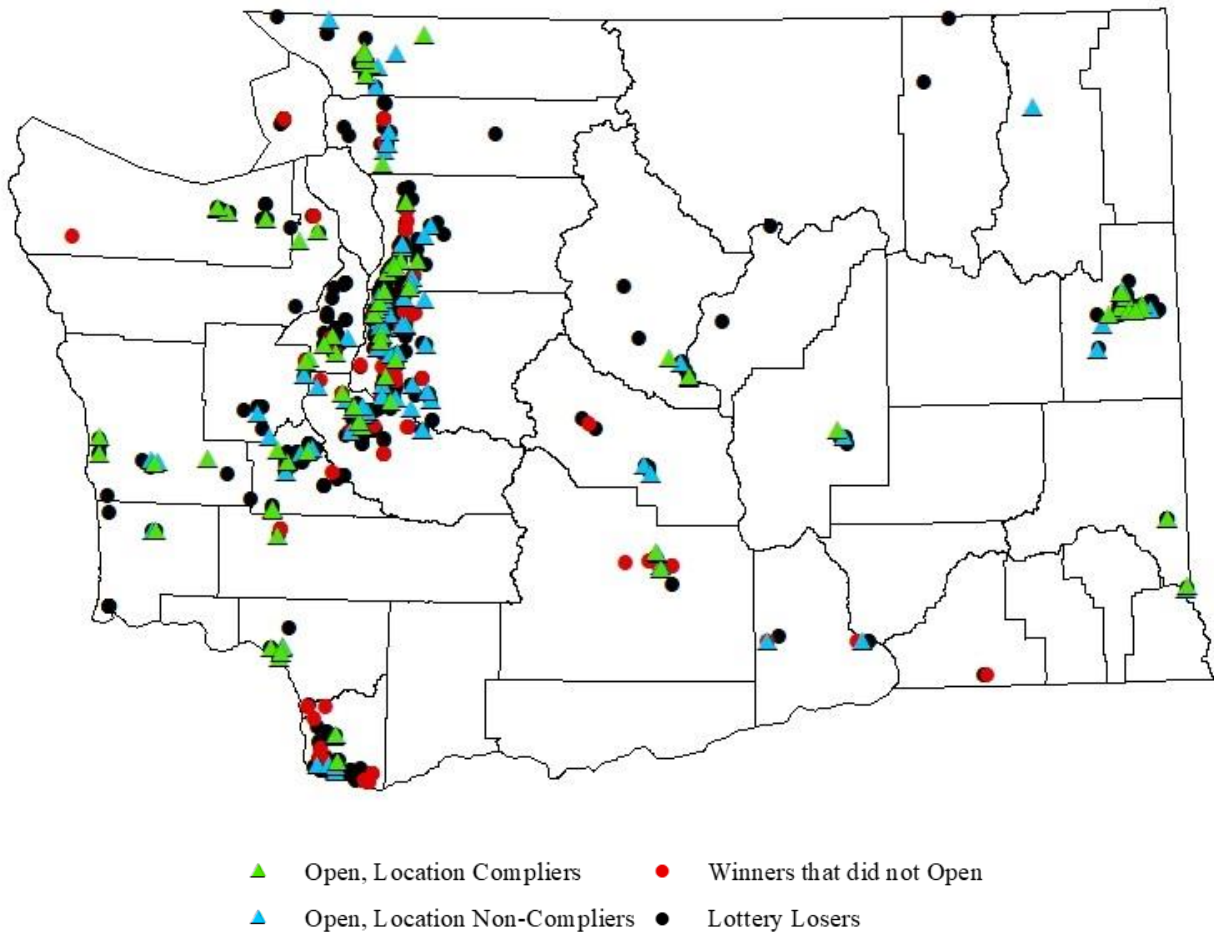 Open, Location Compliers Winners that did not Open
Open, Location Non-Compliers Lottery Losers